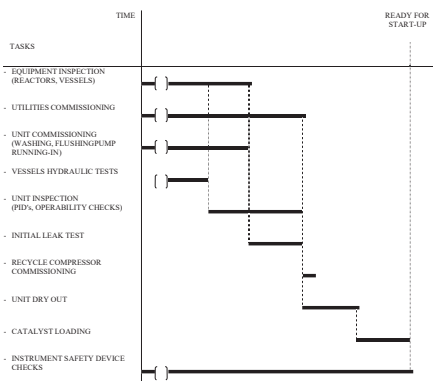 TIME
READY FOR
START-UP
TASKS
- EQUIPMENT INSPECTION
(REACTORS, VESSELS)
- UTILITIES COMMISSIONING
- UNIT COMMISSIONING
(WASHING, FLUSHINGPUMP
RUNNING-IN)
- VESSELS HYDRAULIC TESTS
- UNIT INSPECTION
(PID's, OPERABILITY CHECKS)
- INITIAL LEAK TEST
- RECYCLE COMPRESSOR
COMMISSIONING
- UNIT DRY OUT
- CATALYST LOADING
- INSTRUMENT SAFETY DEVICE
CHECKS